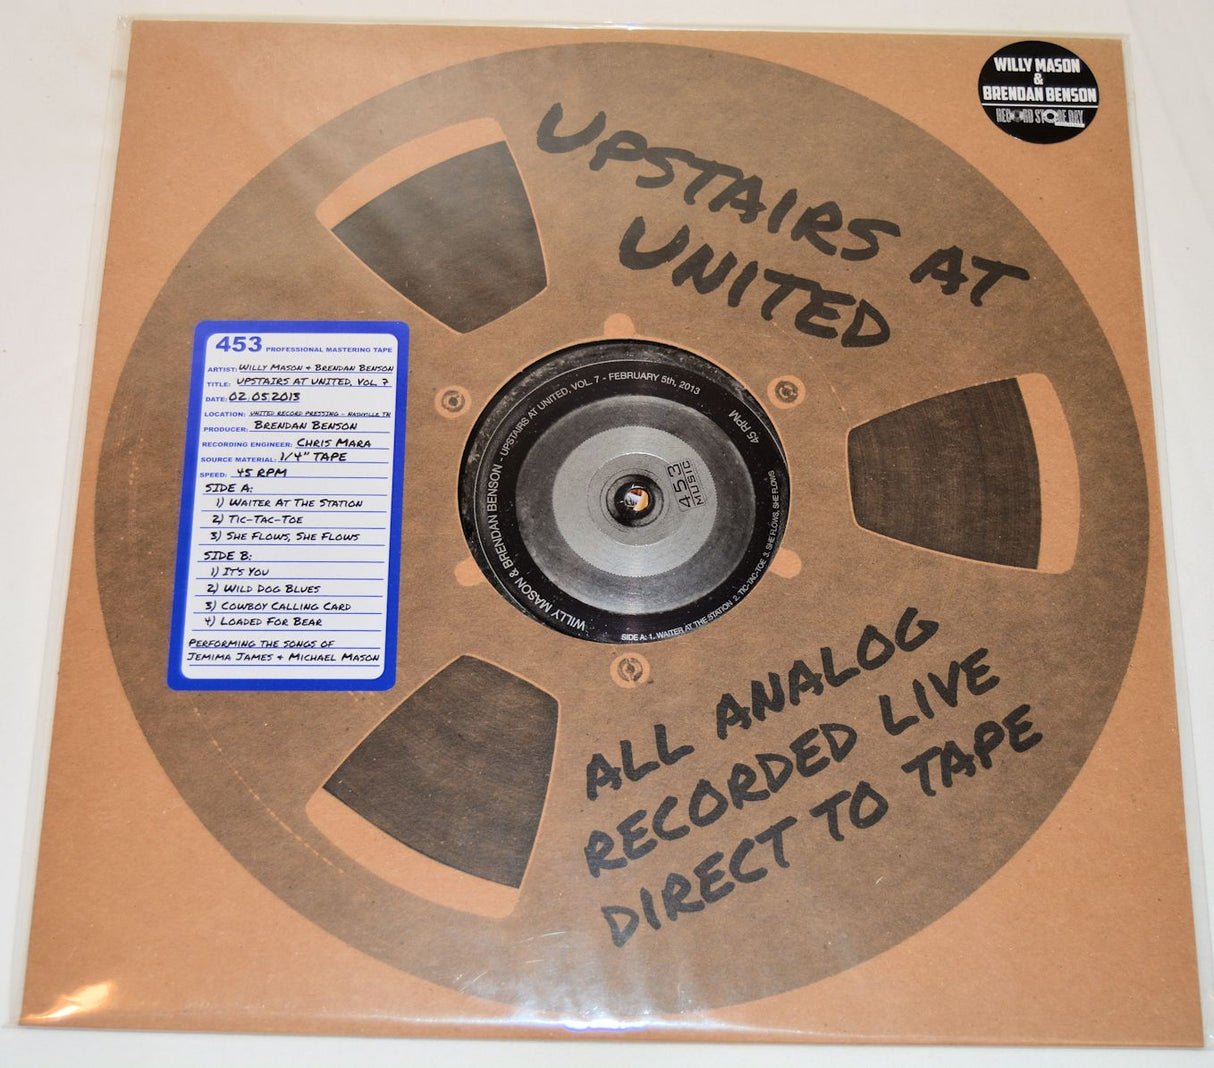 WILLY MASON
&
BRENDAN BENSON
RECORD STORE DAY
UPSTAIRS AT
UNITED
453 PROFESSIONAL MASTERING TAPE
ARTIST: WILLY MASON & BRENDAN BENSON
TITLE: UPSTAIRS AT UNITED, VOL. 7
DATE: 02.05.2013
LOCATION: UNITED RECORD PRESSING - NASHVILLE TN
PRODUCER: BRENDAN BENSON
RECORDING ENGINEER: CHRIS MARA
SOURCE MATERIAL: 1/4" TAPE
SPEED: 45 RPM
SIDE A:
1) WAITER AT THE STATION
2) TIC-TAC-TOE
3) SHE FLOWS, SHE FLOWS
SIDE B:
1) IT'S YOU
2) WILD DOG BLUES
3) COWBOY CALLING CARD
4) LOADED FOR BEAR
PERFORMING THE SONGS OF
JEMIMA JAMES & MICHAEL MASON
WILLY MASON & BRENDAN BENSON - UPSTAIRS AT UNITED, VOL. 7 - FEBRUARY 5th, 2013
45 RPM
453
MUSIC
SIDE A: 1. WAITER AT THE STATION 2. TIC-TAC-TOE 3. SHE FLOWS, SHE FLOWS
ALL ANALOG
RECORDED LIVE
DIRECT TO TAPE